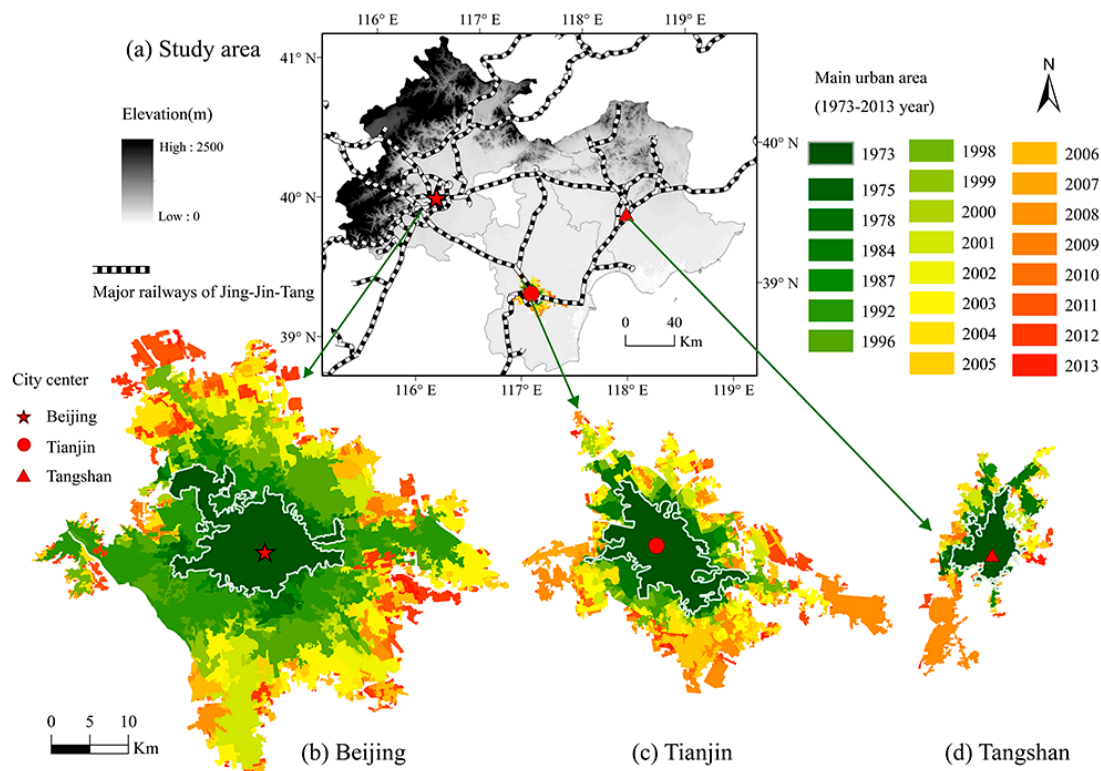 (a) Study area
116° E
117° E
118° E
119° E
41° N
40° N
39° N
40° N
39° N
116° E
117° E
118° E
119° E
Elevation(m)
High : 2500
Low : 0
Major railways of Jing-Jin-Tang
0
40
Km
Main urban area
(1973-2013 year)
N
1973
1975
1978
1984
1987
1992
1996
1998
1999
2000
2001
2002
2003
2004
2005
2006
2007
2008
2009
2010
2011
2012
2013
City center
Beijing
Tianjin
Tangshan
0
5
10
Km
(b) Beijing
(c) Tianjin
(d) Tangshan